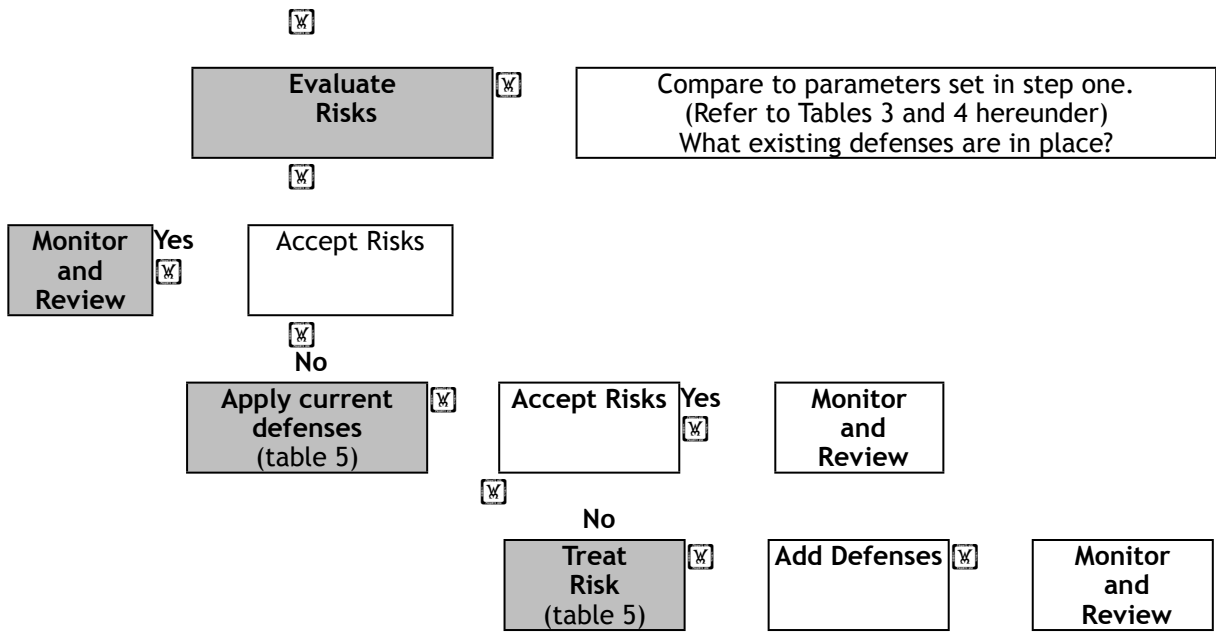 Evaluate
Risks
Compare to parameters set in step one.
(Refer to Tables 3 and 4 hereunder)
What existing defenses are in place?
Monitor
and
Review
Yes
Accept Risks
No
Apply current
defenses
(table 5)
Accept Risks
Yes
Monitor
and
Review
No
Treat
Risk
(table 5)
Add Defenses
Monitor
and
Review